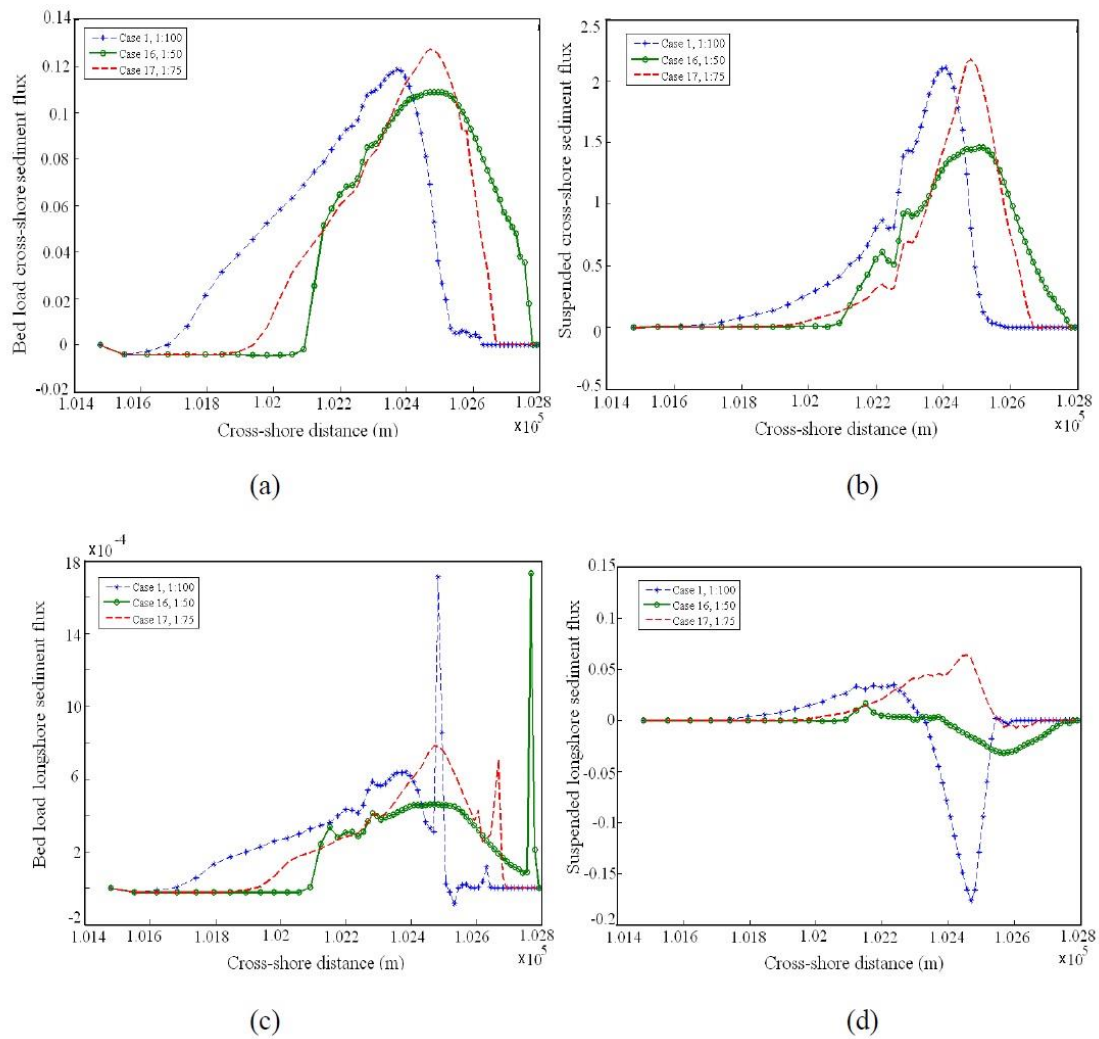 0.14
0.12
0.1
0.08
0.06
0.04
0.02
0
-0.02
Bed load cross-shore sediment flux
Case 1, 1:100
Case 16, 1:50
Case 17, 1:75
1.014 1.016 1.018 1.02 1.022 1.024 1.026 1.028
×10^5
Cross-shore distance (m)
(a)
2.5
2
1.5
1
0.5
0
-0.5
Suspended cross-shore sediment flux
Case 1, 1:100
Case 16, 1:50
Case 17, 1:75
1.014 1.016 1.018 1.02 1.022 1.024 1.026 1.028
×10^5
Cross-shore distance (m)
(b)
×10^-4
18
14
6
2
-2
Bed load longshore sediment flux
Case 1, 1:100
Case 16, 1:50
Case 17, 1:75
1.014 1.016 1.018 1.02 1.022 1.024 1.026 1.028
×10^5
Cross-shore distance (m)
(c)
0.15
0.1
0.05
0
-0.05
-0.1
-0.15
-0.2
Suspended longshore sediment flux
Case 1, 1:100
Case 16, 1:50
Case 17, 1:75
1.014 1.016 1.018 1.02 1.022 1.024 1.026 1.028
×10^5
Cross-shore distance (m)
(d)